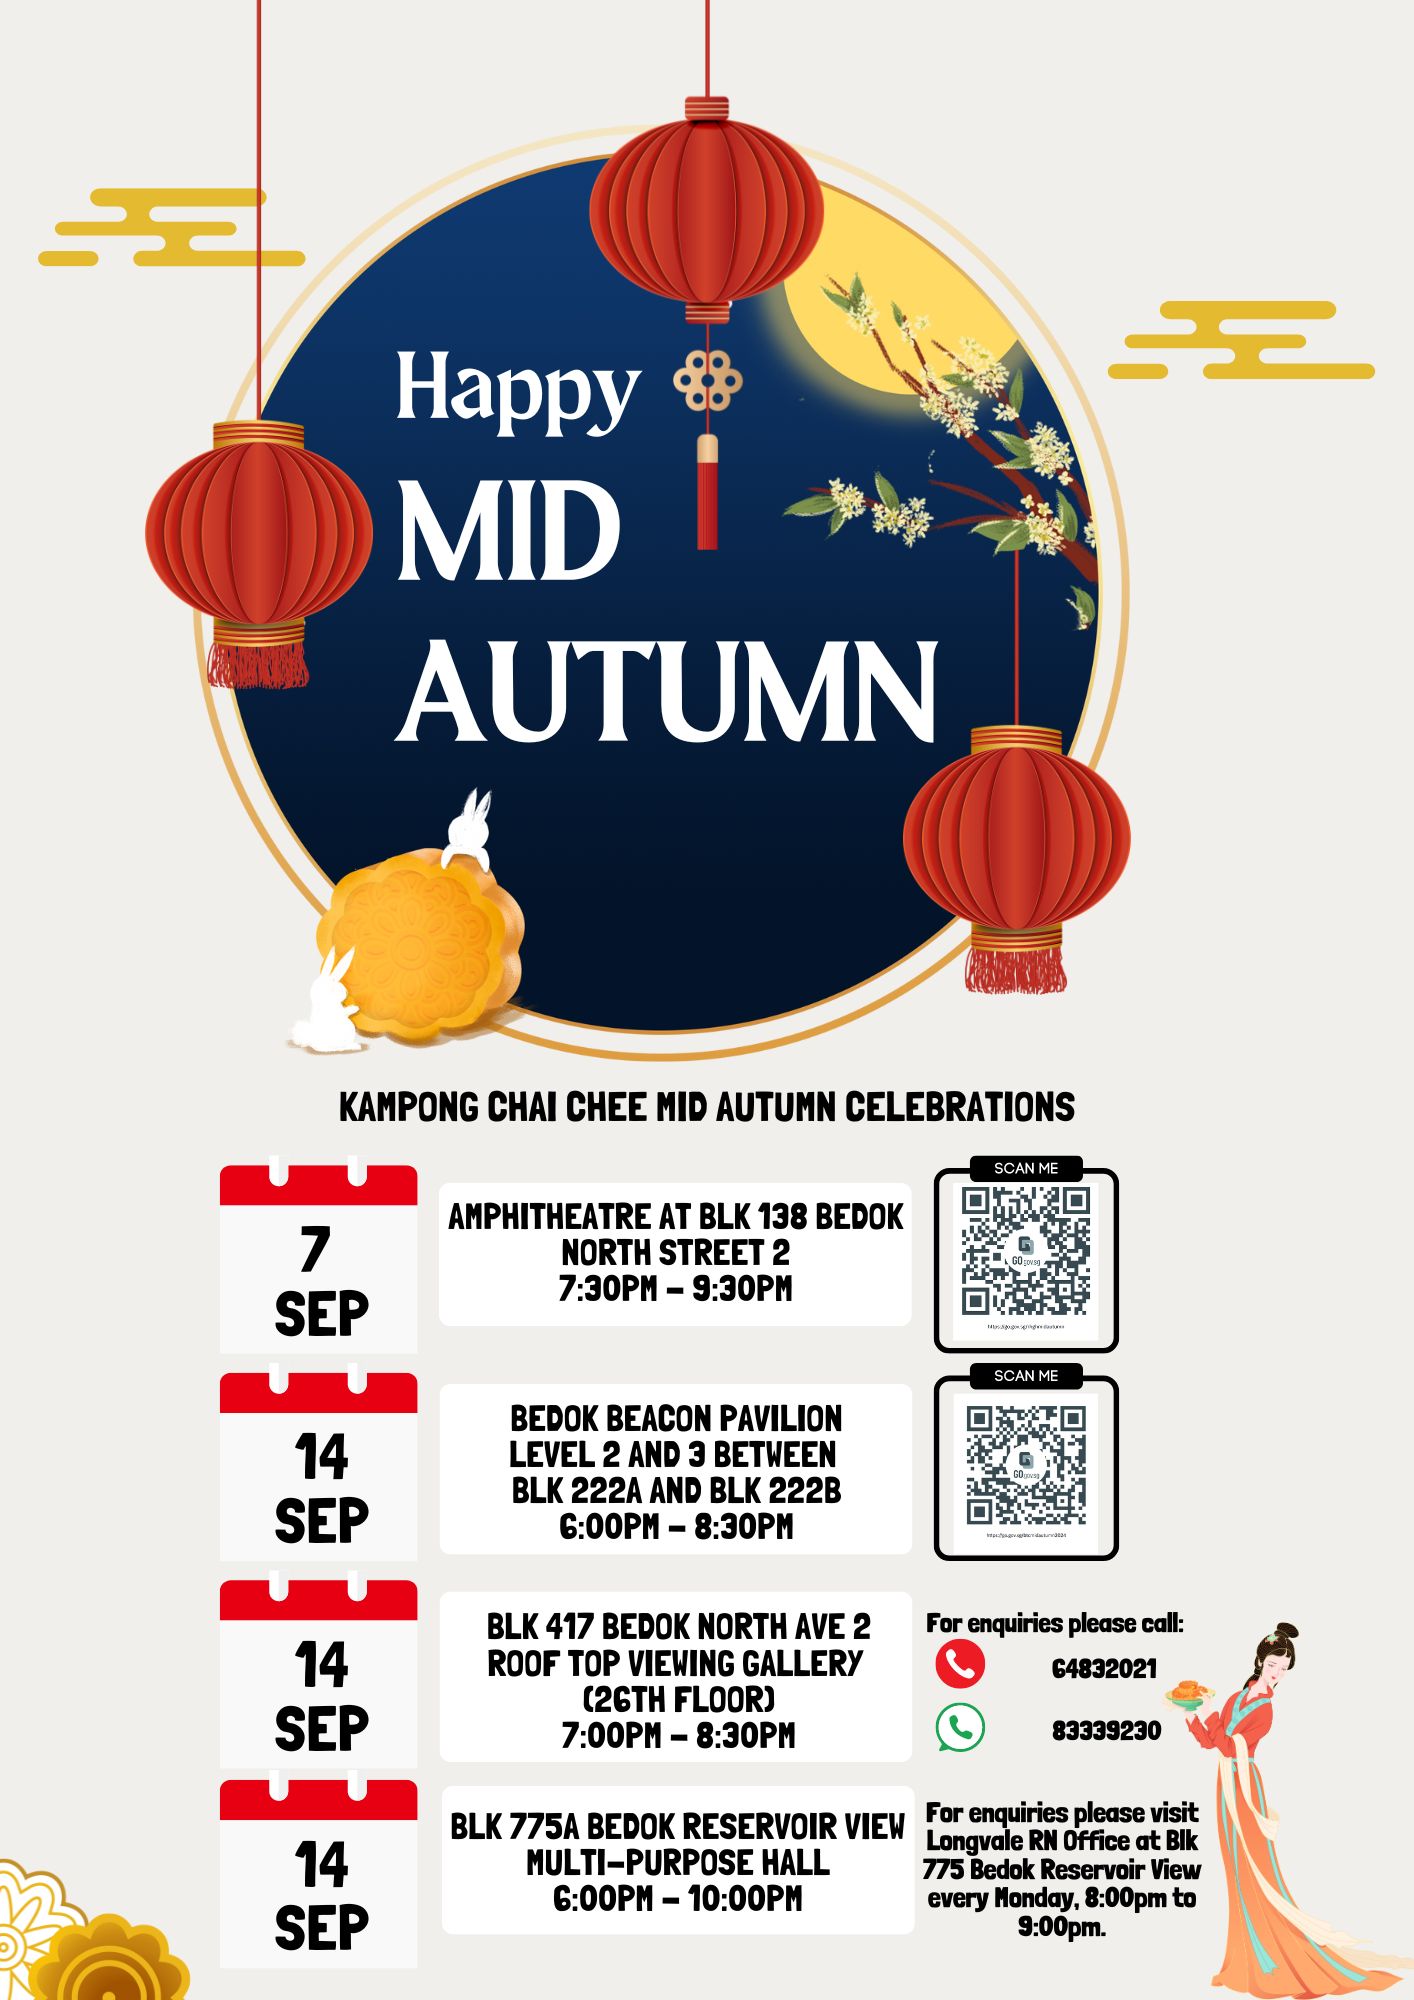 Happy
MID
AUTUMN
KAMPONG CHAI CHEE MID AUTUMN CELEBRATIONS
7
SEP
AMPHITHEATRE AT BLK 138 BEDOK
NORTH STREET 2
7:30PM – 9:30PM
SCAN ME
GO gov.sg
14
SEP
BEDOK BEACON PAVILION
LEVEL 2 AND 3 BETWEEN
BLK 222A AND BLK 222B
6:00PM – 8:30PM
SCAN ME
GO gov.sg
https://go.gov.sg/bbcmidautumn2024
14
SEP
BLK 417 BEDOK NORTH AVE 2
ROOF TOP VIEWING GALLERY
(26TH FLOOR)
7:00PM – 8:30PM
For enquiries please call:
64832021
83339230
14
SEP
BLK 775A BEDOK RESERVOIR VIEW
MULTI-PURPOSE HALL
6:00PM – 10:00PM
For enquiries please visit
Longvale RN Office at Blk
775 Bedok Reservoir View
every Monday, 8:00pm to
9:00pm.